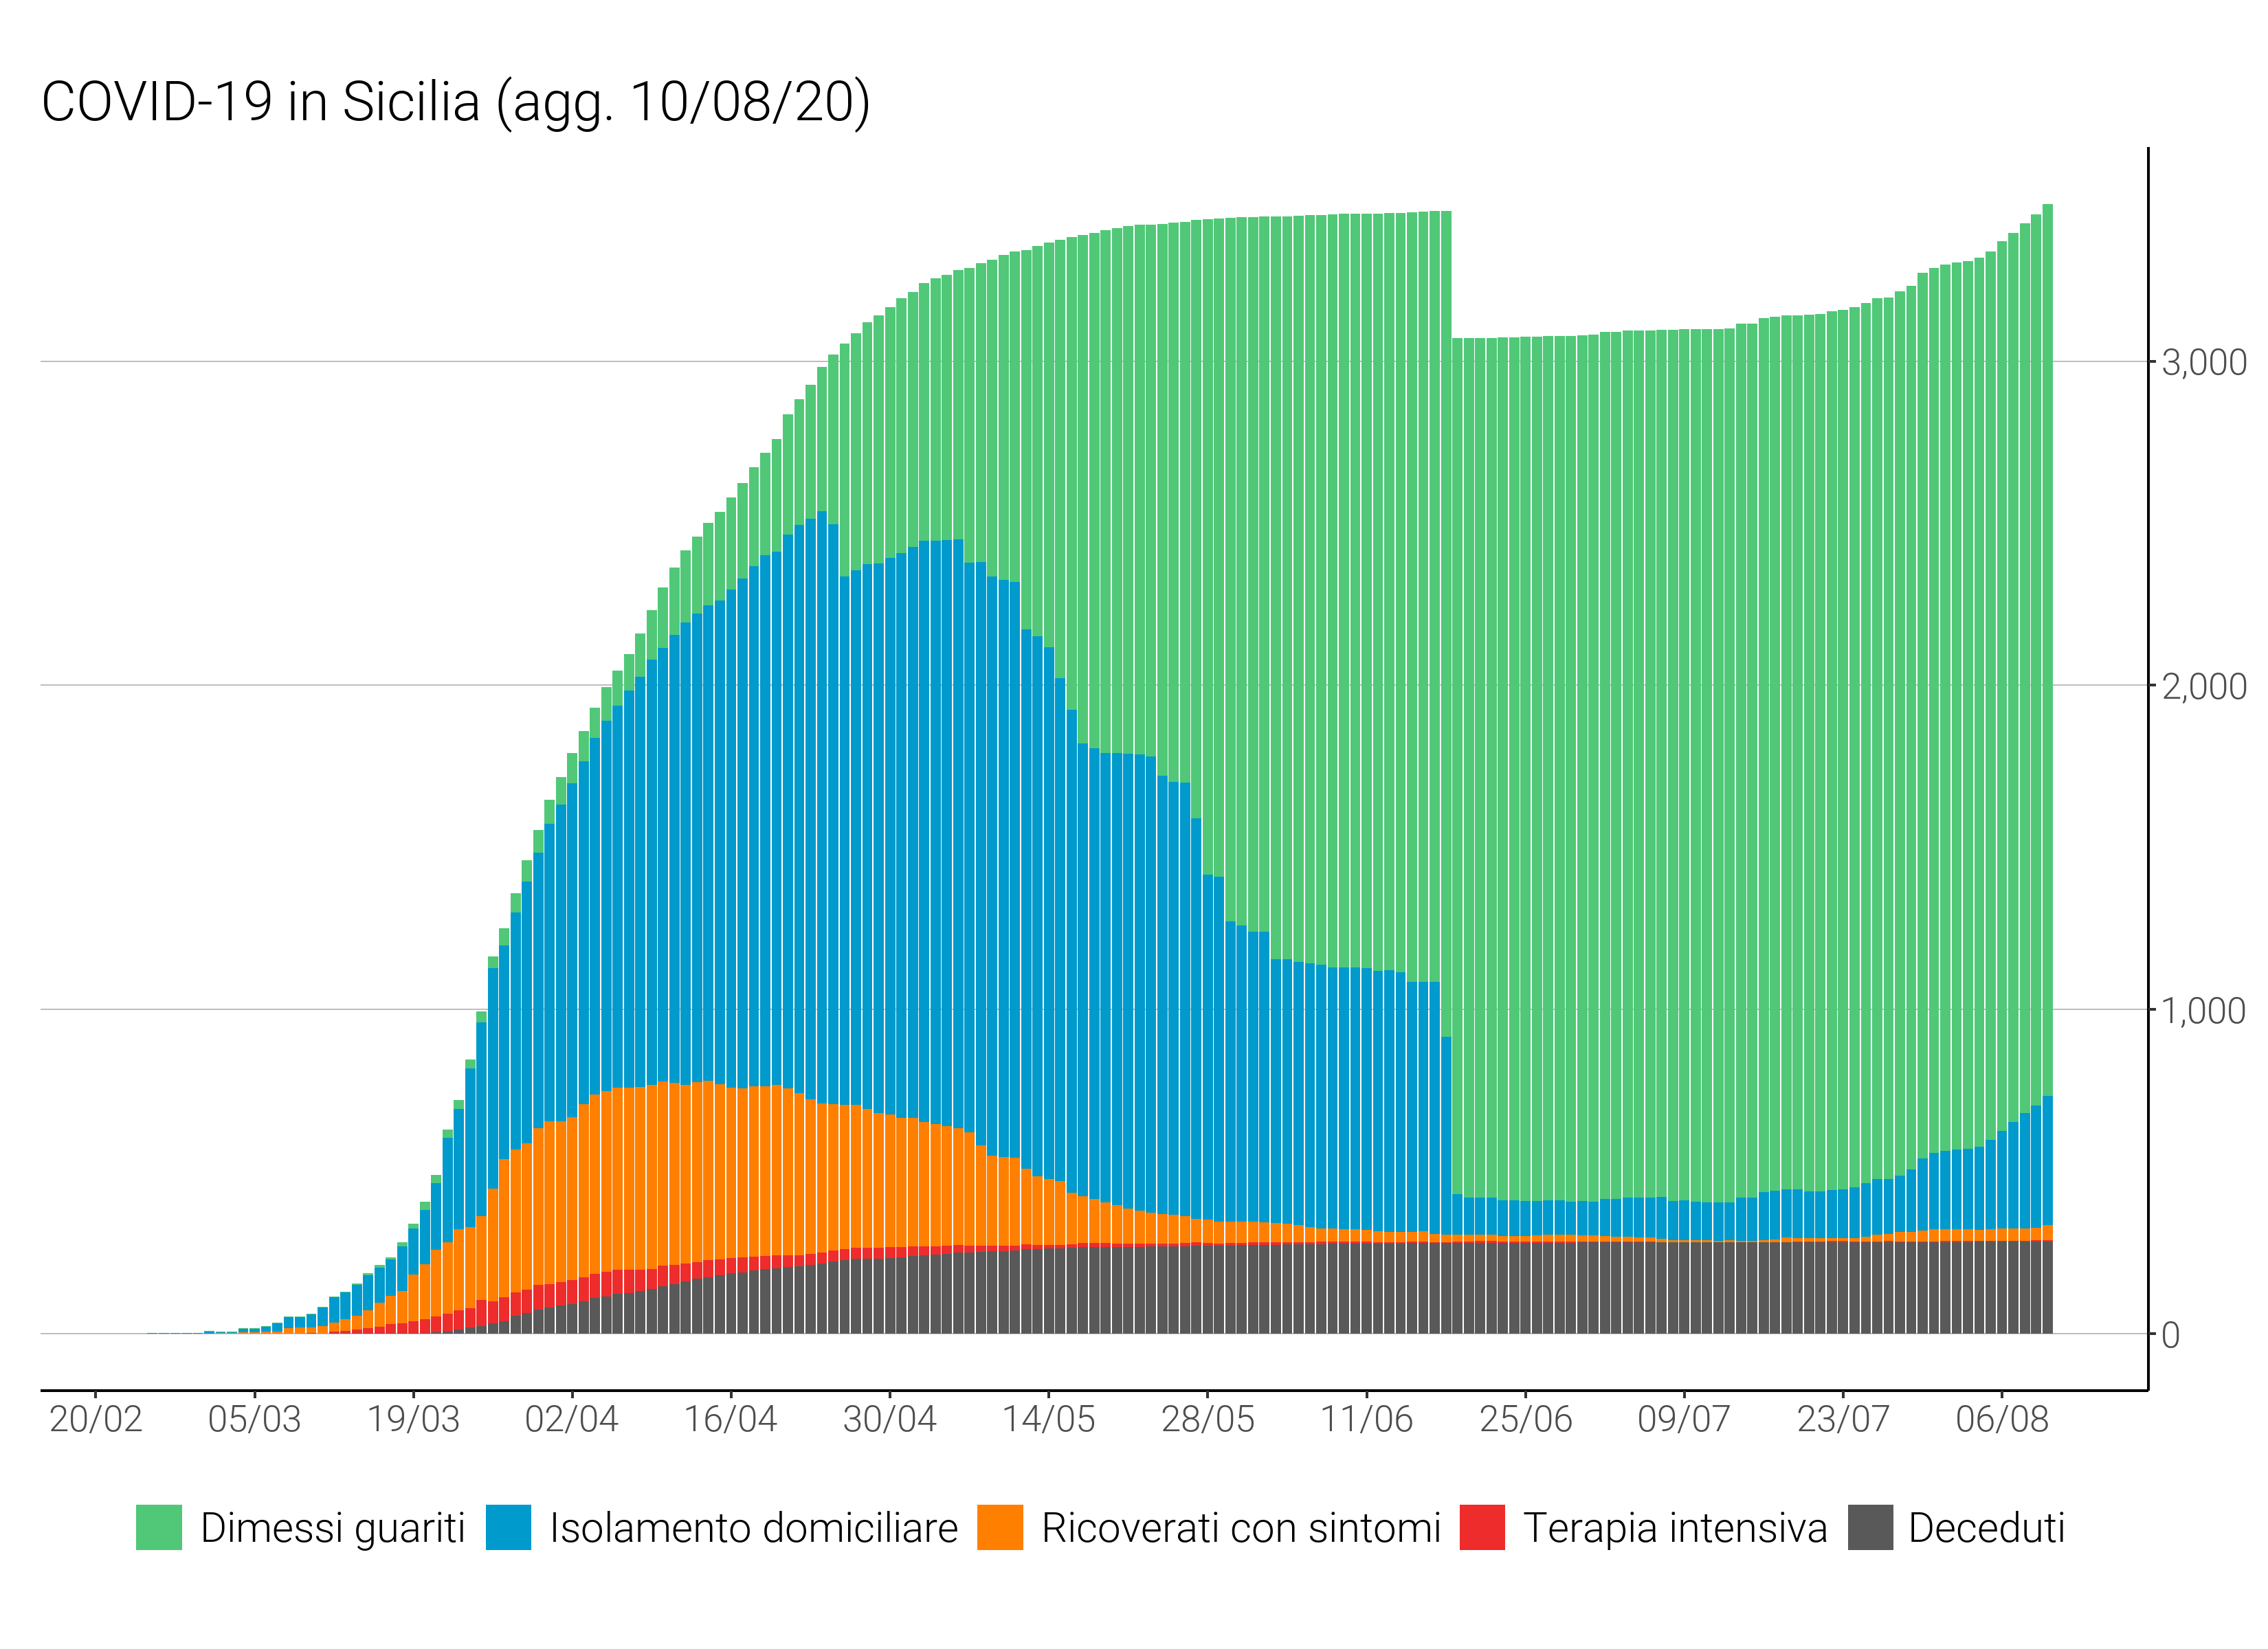 COVID-19 in Sicilia (agg. 10/08/20)
3,000
2,000
1,000
0
20/02 05/03 19/03 02/04 16/04 30/04 14/05 28/05 11/06 25/06 09/07 23/07 06/08
Dimessi guariti Isolamento domiciliare Ricoverati con sintomi Terapia intensiva Deceduti